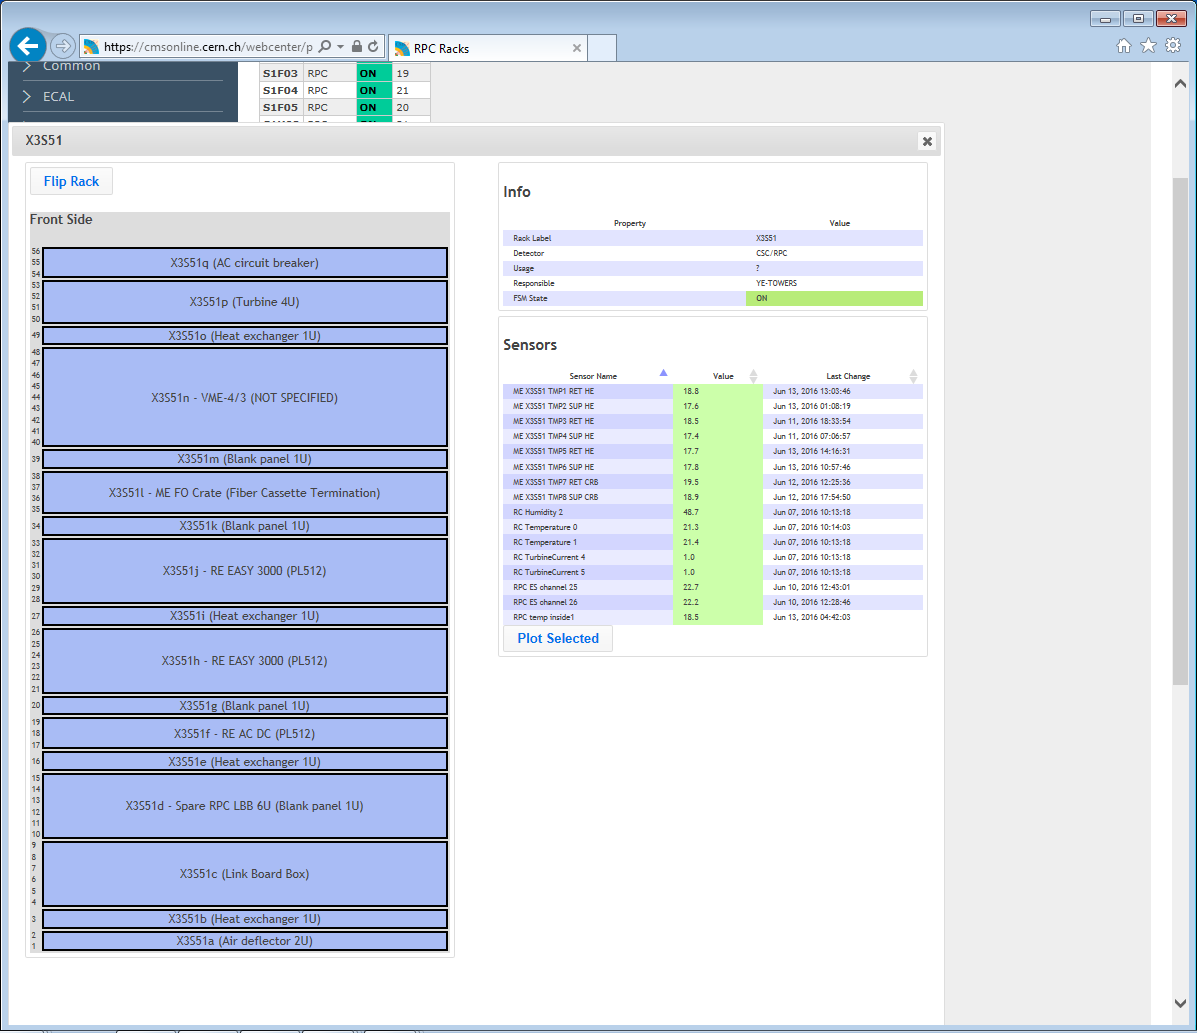 https://cmsonline.cern.ch/webcenter/p
RPC Racks
Common
ECAL
S1F03 RPC ON 19
S1F04 RPC ON 21
S1F05 RPC ON 20
X3S51
Flip Rack
Front Side
56
55 X3S51q (AC circuit breaker)
54
53
52 X3S51p (Turbine 4U)
51
50
49 X3S51o (Heat exchanger 1U)
48
47
46
45
44 X3S51n - VME-4/3 (NOT SPECIFIED)
43
42
41
40
39 X3S51m (Blank panel 1U)
38
37 X3S51l - ME FO Crate (Fiber Cassette Termination)
36
35
34 X3S51k (Blank panel 1U)
33
32
31 X3S51j - RE EASY 3000 (PL512)
30
29
28
27 X3S51i (Heat exchanger 1U)
26
25
24 X3S51h - RE EASY 3000 (PL512)
23
22
21
20 X3S51g (Blank panel 1U)
19
18 X3S51f - RE AC DC (PL512)
17
16 X3S51e (Heat exchanger 1U)
15
14
13 X3S51d - Spare RPC LBB 6U (Blank panel 1U)
12
11
10
9
8
7 X3S51c (Link Board Box)
6
5
4
3 X3S51b (Heat exchanger 1U)
2 X3S51a (Air deflector 2U)
1
Info
Property Value
Rack Label X3S51
Detector CSC/RPC
Usage ?
Responsible YE-TOWERS
FSM State ON
Sensors
Sensor Name Value Last Change
ME X3S51 TMP1 RET HE 18.8 Jun 13, 2016 13:03:46
ME X3S51 TMP2 SUP HE 17.6 Jun 13, 2016 01:08:19
ME X3S51 TMP3 RET HE 18.5 Jun 11, 2016 18:33:54
ME X3S51 TMP4 SUP HE 17.4 Jun 11, 2016 07:06:57
ME X3S51 TMP5 RET HE 17.7 Jun 13, 2016 14:16:31
ME X3S51 TMP6 SUP HE 17.8 Jun 13, 2016 10:57:46
ME X3S51 TMP7 RET CRB 19.5 Jun 12, 2016 12:25:36
ME X3S51 TMP8 SUP CRB 18.9 Jun 12, 2016 17:54:50
RC Humidity 2 48.7 Jun 07, 2016 10:13:18
RC Temperature 0 21.3 Jun 07, 2016 10:14:03
RC Temperature 1 21.4 Jun 07, 2016 10:13:18
RC TurbineCurrent 4 1.0 Jun 07, 2016 10:13:18
RC TurbineCurrent 5 1.0 Jun 07, 2016 10:13:18
RPC ES channel 25 22.7 Jun 10, 2016 12:43:01
RPC ES channel 26 22.2 Jun 10, 2016 12:28:46
RPC temp inside1 18.5 Jun 13, 2016 04:42:03
Plot Selected